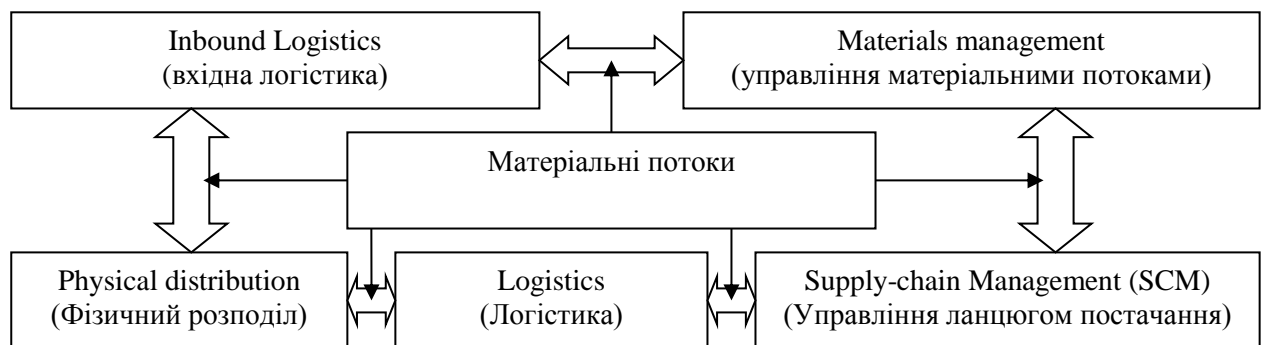 Inbound Logistics
(вхідна логістика)
Materials management
(управління матеріальними потоками)
Матеріальні потоки
Physical distribution
(Фізичний розподіл)
Logistics
(Логістика)
Supply-chain Management (SCM)
(Управління ланцюгом постачання)